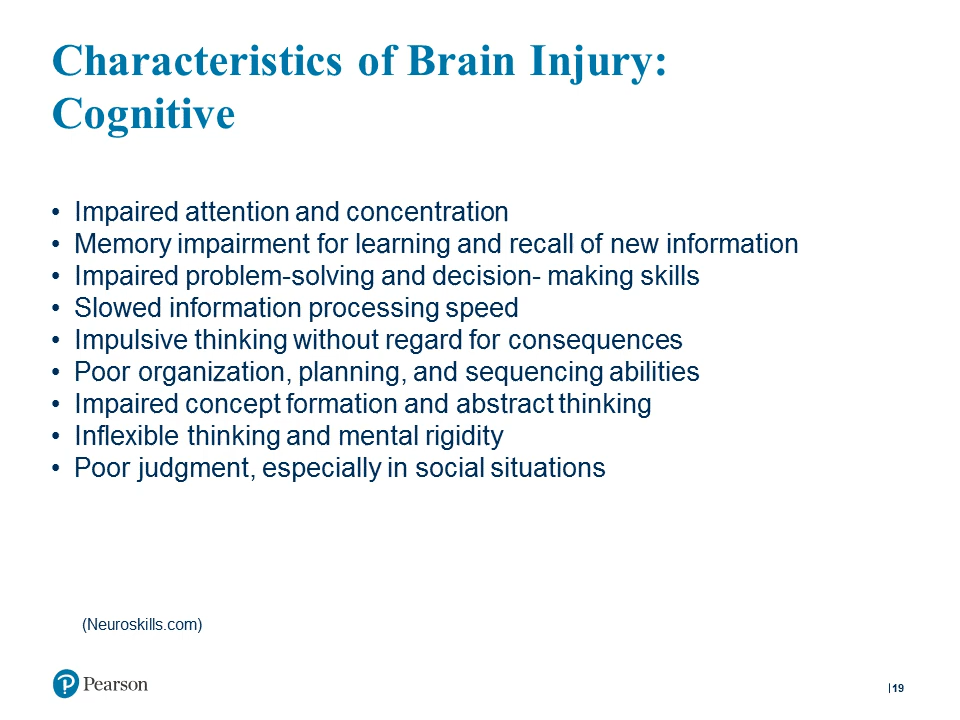 Characteristics of Brain Injury:
Cognitive
• Impaired attention and concentration
• Memory impairment for learning and recall of new information
• Impaired problem-solving and decision- making skills
• Slowed information processing speed
• Impulsive thinking without regard for consequences
• Poor organization, planning, and sequencing abilities
• Impaired concept formation and abstract thinking
• Inflexible thinking and mental rigidity
• Poor judgment, especially in social situations
(Neuroskills.com)
P Pearson
|19